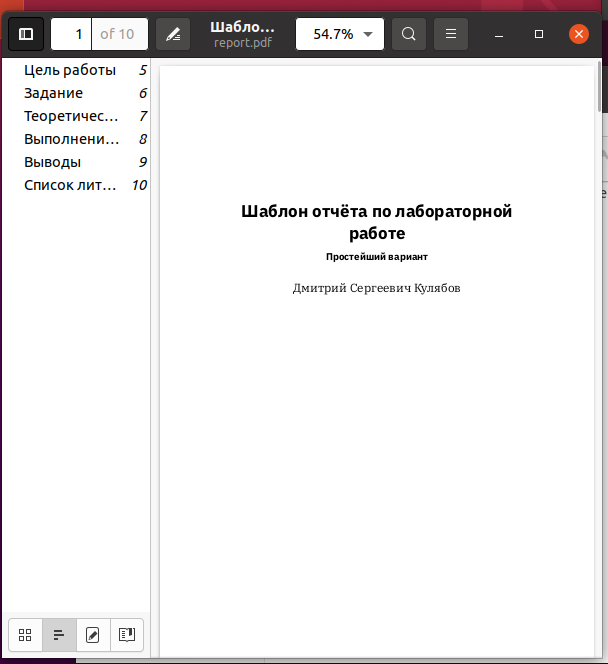 1 of 10
Шабло...
report.pdf
54.7%
Цель работы 5
Задание 6
Теоретичес... 7
Выполнени... 8
Выводы 9
Список лит... 10
Шаблон отчёта по лабораторной
работе
Простейший вариант
Дмитрий Сергеевич Кулябов